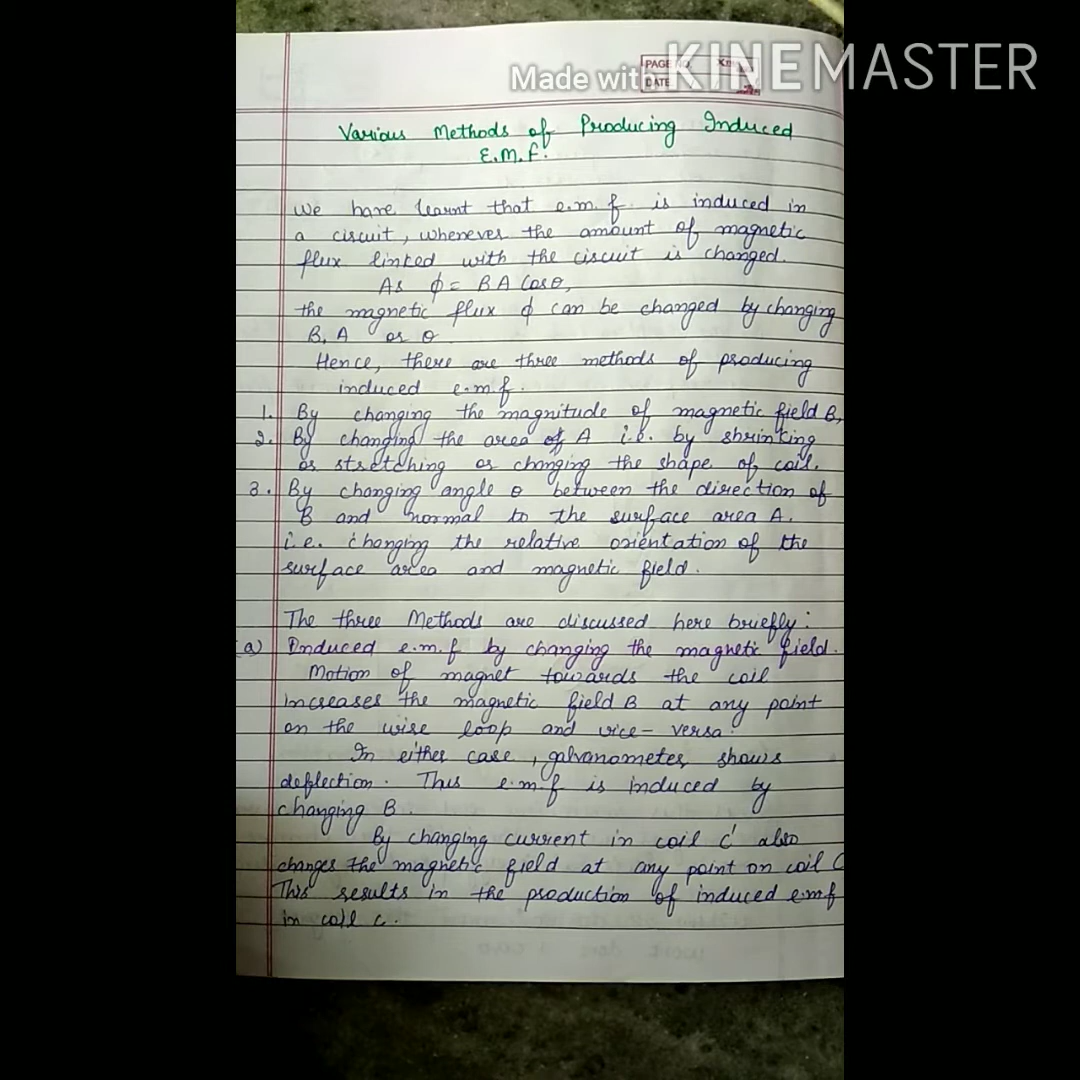 Made with KINEMASTER
PAGE NO.
DATE
Various Methods of Producing Induced
E.M.F.
We have learnt that e.m.f. is induced in
a circuit, whenever the amount of magnetic
flux linked with the circuit is changed.
As ϕ = BA Cosθ,
the magnetic flux ϕ can be changed by changing
B, A or θ
Hence, there are three methods of producing
induced e.m.f.
1. By changing the magnitude of magnetic field B,
2. By changing the area of A i.e. by shrinking
or stretching or changing the shape of coil.
3. By changing angle θ between the direction of
B and normal to the surface area A.
i.e. changing the relative orientation of the
surface area and magnetic field.
The three Methods are discussed here briefly:
(a) Induced e.m.f by changing the magnetic field.
Motion of magnet towards the coil
increases the magnetic field B at any point
on the wire loop and vice-versa.
In either case, galvanometer shows
deflection. This e.m.f is induced by
changing B.
By changing current in coil C' also
changes the magnetic field at any point on coil C
This results in the production of induced e.m.f
in coil C.